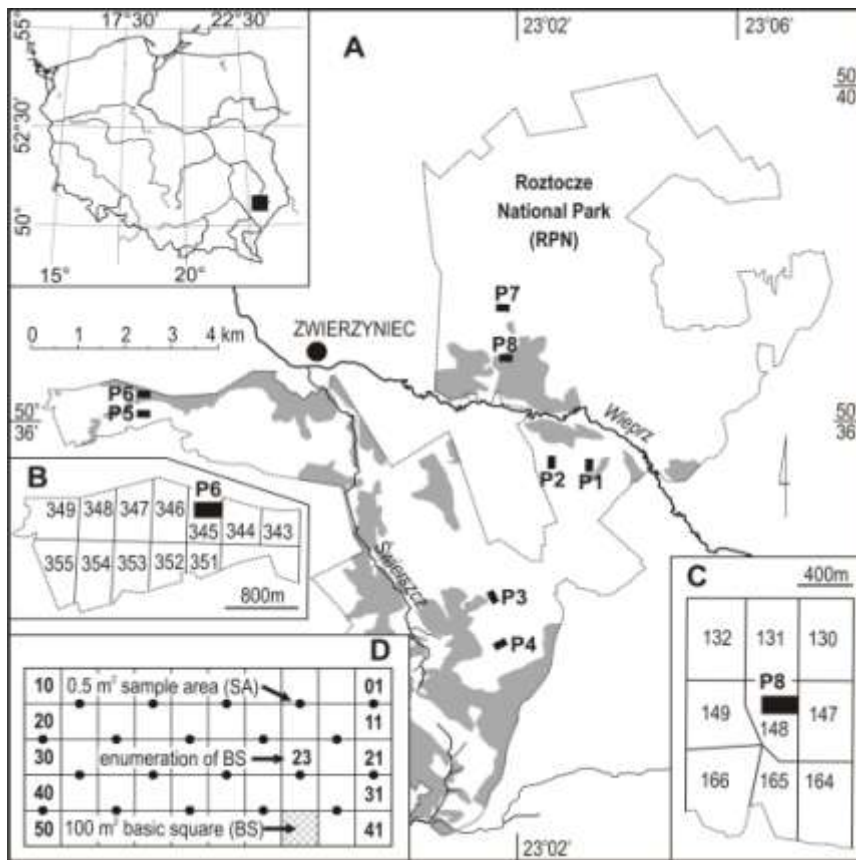 17°30' 22°30'
55°
52°30'
50°
15° 20°
A
23°02' 23°06'
50°
40'
Roztocze
National Park
(RPN)
P7
P8
0 1 2 3 4 km
ZWIERZYNIEC
P6
P5
50°
36'
50°
36'
Wieprz
P2 P1
Świerszcz
P3
P4
23°02'
B
P6
349 348 347 346 345 344 343
355 354 353 352 351
800m
C
400m
132 131 130
P8
149 148 147
166 165 164
D
10 0.5 m² sample area (SA) 01
20 11
30 enumeration of BS 23 21
40 31
50 100 m² basic square (BS) 41